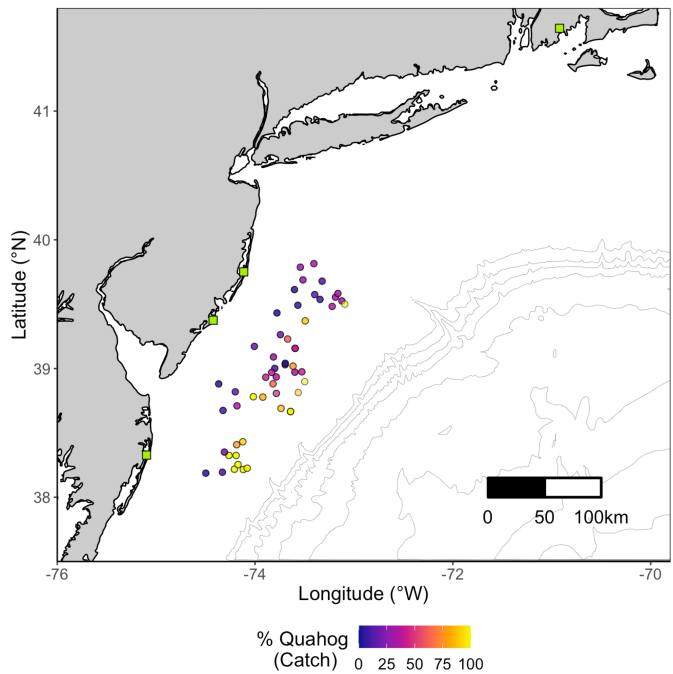 41
40
39
38
Latitude (°N)
0 50 100km
-76 -74 -72 -70
Longitude (°W)
% Quahog
(Catch)
0 25 50 75 100